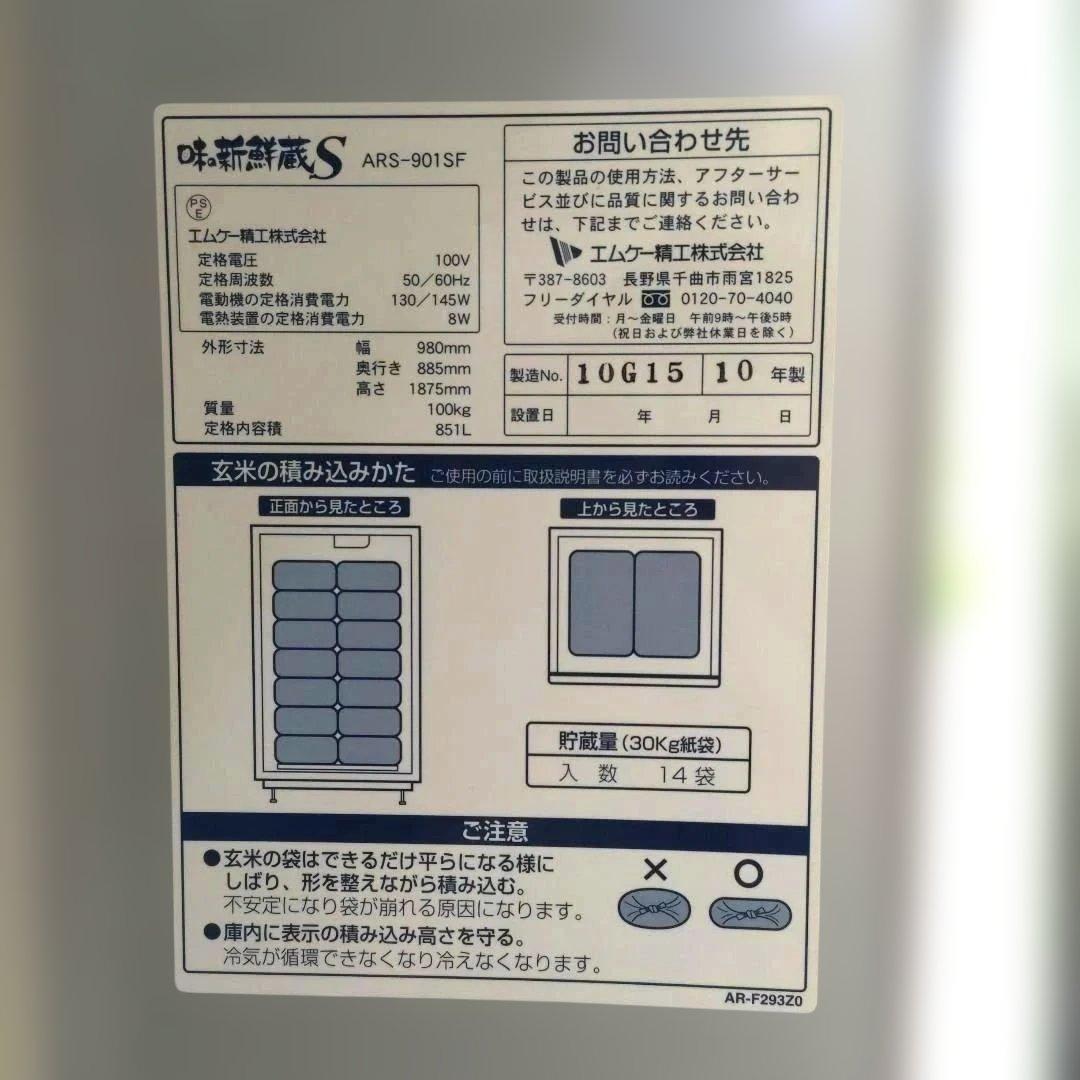 味の新鮮蔵S ARS-901SF
PS
E
エムケー精工株式会社
定格電圧 100V
定格周波数 50/60Hz
電動機の定格消費電力 130/145W
電熱装置の定格消費電力 8W
外形寸法 幅 980mm
奥行き 885mm
高さ 1875mm
質量 100kg
定格内容積 851L
お問い合わせ先
この製品の使用方法、アフターサー
ビス並びに品質に関するお問い合わ
せは、下記までご連絡ください。
エムケー精工株式会社
〒387-8603 長野県千曲市雨宮1825
フリーダイヤル 0120-70-4040
受付時間:月〜金曜日 午前9時〜午後5時
(祝日および弊社休業日を除く)
製造No. 10G15 10 年製
設置日 年 月 日
玄米の積み込みかた ご使用の前に取扱説明書を必ずお読みください。
正面から見たところ
上から見たところ
貯蔵量(30Kg紙袋)
入数 14袋
ご注意
●玄米の袋はできるだけ平らになる様に
しばり、形を整えながら積み込む。
不安定になり袋が崩れる原因になります。
●庫内に表示の積み込み高さを守る。
冷気が循環できなくなり冷えなくなります。
× ○
AR-F293Z0